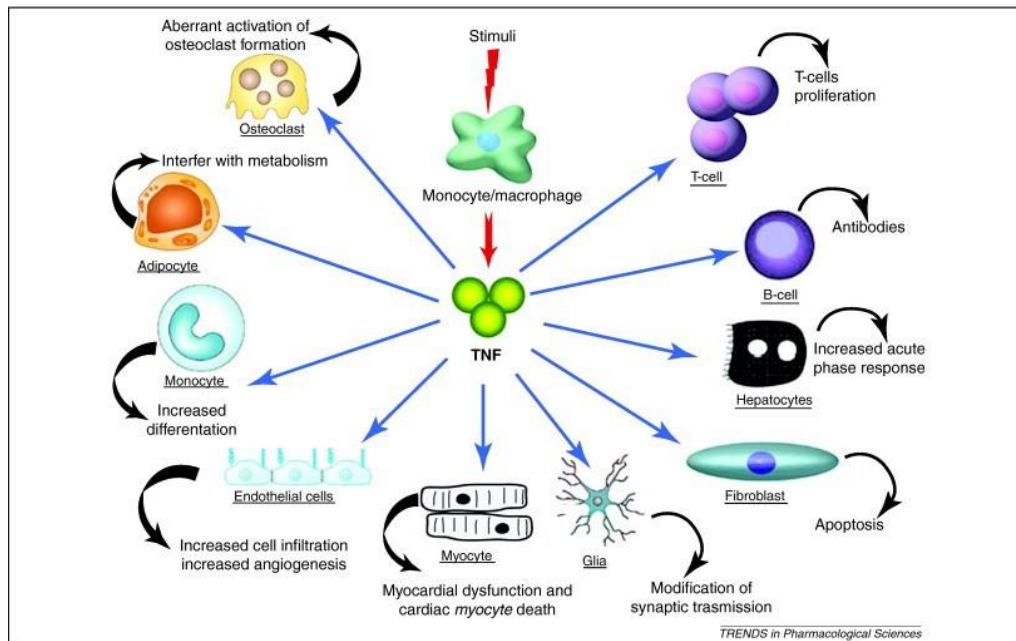 Aberrant activation of
osteoclast formation
Osteoclast
Stimuli
Monocyte/macrophage
T-cells
proliferation
T-cell
Interfer with metabolism
Adipocyte
Antibodies
B-cell
TNF
Monocyte
Increased
differentation
Increased acute
phase response
Hepatocytes
Endothelial cells
Increased cell infiltration
increased angiogenesis
Myocyte
Myocardial dysfunction and
cardiac myocyte death
Glia
Modification of
synaptic trasmission
Fibroblast
Apoptosis
TRENDS in Pharmacological Sciences